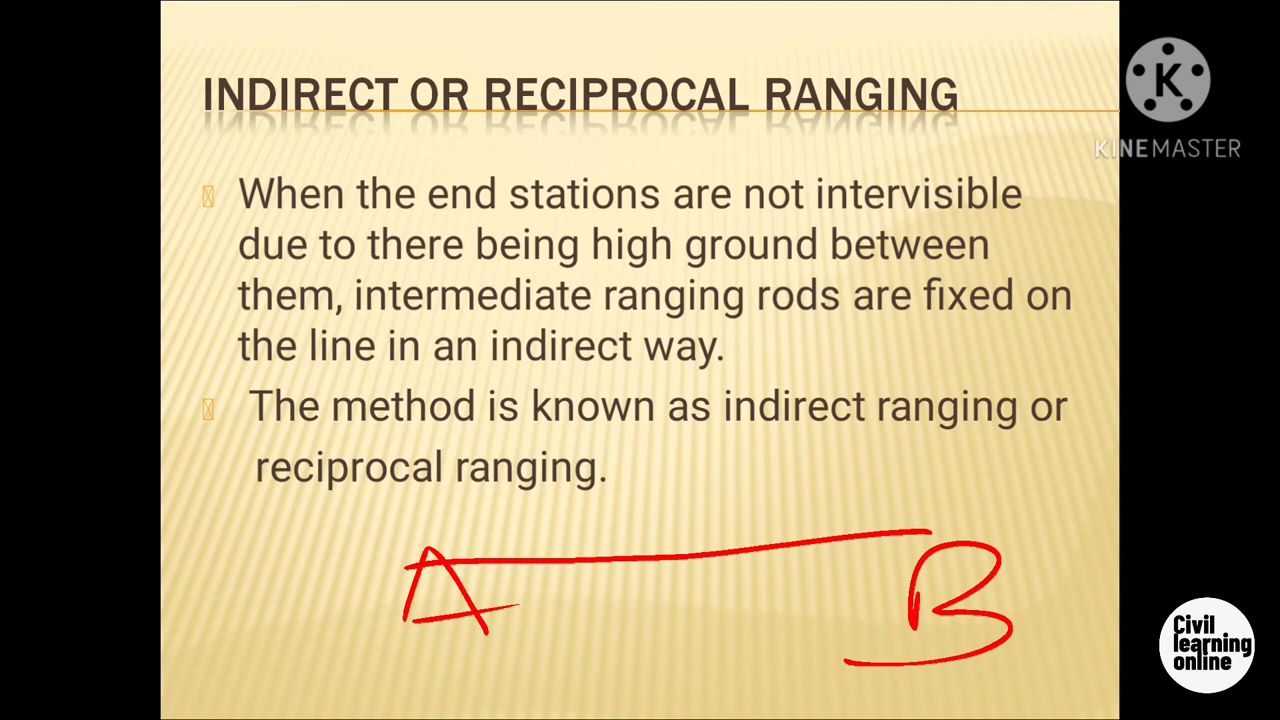 INDIRECT OR RECIPROCAL RANGING
K
KINEMASTER
When the end stations are not intervisible
due to there being high ground between
them, intermediate ranging rods are fixed on
the line in an indirect way.
The method is known as indirect ranging or
reciprocal ranging.
A B
Civil
learning
online